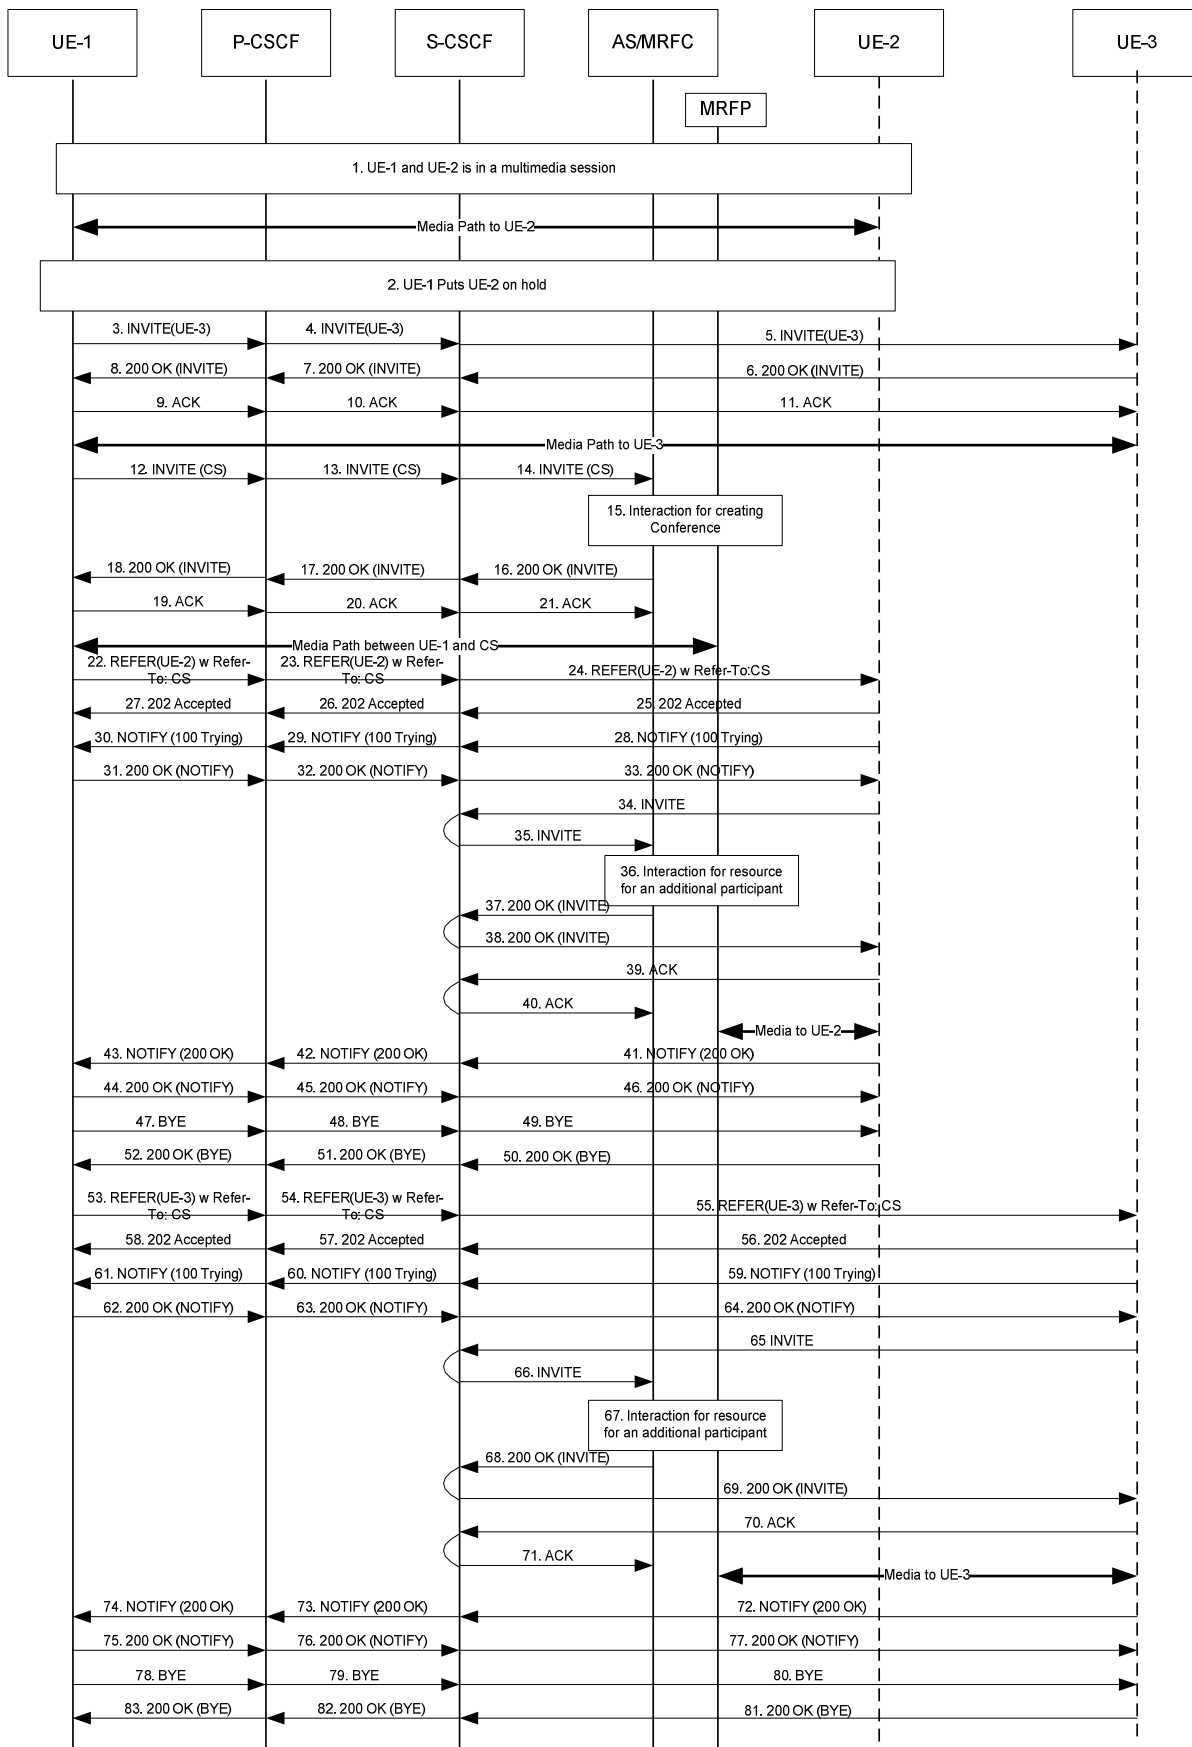 UE-1
P-CSCF
S-CSCF
AS/MRFC
UE-2
UE-3
MRFP
1. UE-1 and UE-2 is in a multimedia session
Media Path to UE-2
2. UE-1 Puts UE-2 on hold
3. INVITE(UE-3)
4. INVITE(UE-3)
5. INVITE(UE-3)
8. 200 OK (INVITE)
7. 200 OK (INVITE)
6. 200 OK (INVITE)
9. ACK
10. ACK
11. ACK
Media Path to UE-3
12. INVITE (CS)
13. INVITE (CS)
14. INVITE (CS)
15. Interaction for creating
Conference
18. 200 OK (INVITE)
17. 200 OK (INVITE)
16. 200 OK (INVITE)
19. ACK
20. ACK
21. ACK
Media Path between UE-1 and CS
22. REFER(UE-2) w Refer-
To: CS
23. REFER(UE-2) w Refer-
To: CS
24. REFER(UE-2) w Refer-To:CS
27. 202 Accepted
26. 202 Accepted
25. 202 Accepted
30. NOTIFY (100 Trying)
29. NOTIFY (100 Trying)
28. NOTIFY (100 Trying)
31. 200 OK (NOTIFY)
32. 200 OK (NOTIFY)
33. 200 OK (NOTIFY)
34. INVITE
35. INVITE
36. Interaction for resource
for an additional participant
37. 200 OK (INVITE)
38. 200 OK (INVITE)
39. ACK
40. ACK
Media to UE-2
43. NOTIFY (200 OK)
42. NOTIFY (200 OK)
41. NOTIFY (200 OK)
44. 200 OK (NOTIFY)
45. 200 OK (NOTIFY)
46. 200 OK (NOTIFY)
47. BYE
48. BYE
49. BYE
52. 200 OK (BYE)
51. 200 OK (BYE)
50. 200 OK (BYE)
53. REFER(UE-3) w Refer-
To: CS
54. REFER(UE-3) w Refer-
To: CS
55. REFER(UE-3) w Refer-To: CS
58. 202 Accepted
57. 202 Accepted
56. 202 Accepted
61. NOTIFY (100 Trying)
60. NOTIFY (100 Trying)
59. NOTIFY (100 Trying)
62. 200 OK (NOTIFY)
63. 200 OK (NOTIFY)
64. 200 OK (NOTIFY)
65 INVITE
66. INVITE
67. Interaction for resource
for an additional participant
68. 200 OK (INVITE)
69. 200 OK (INVITE)
70. ACK
71. ACK
Media to UE-3
74. NOTIFY (200 OK)
73. NOTIFY (200 OK)
72. NOTIFY (200 OK)
75. 200 OK (NOTIFY)
76. 200 OK (NOTIFY)
77. 200 OK (NOTIFY)
78. BYE
79. BYE
80. BYE
83. 200 OK (BYE)
82. 200 OK (BYE)
81. 200 OK (BYE)